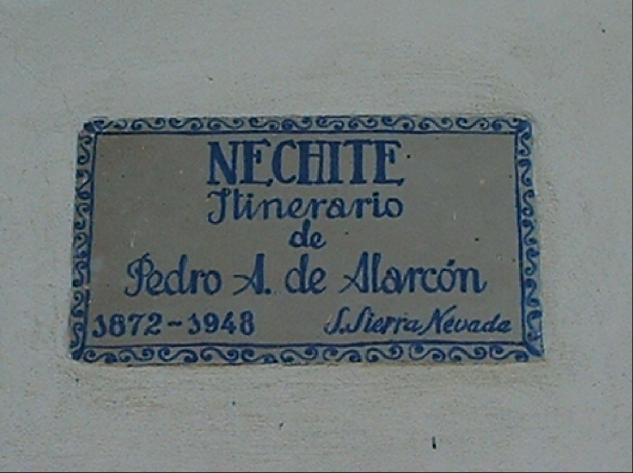 NECHITE
Itinerario
de
Pedro A. de Alarcón
1872-1948 S. Sierra Nevada